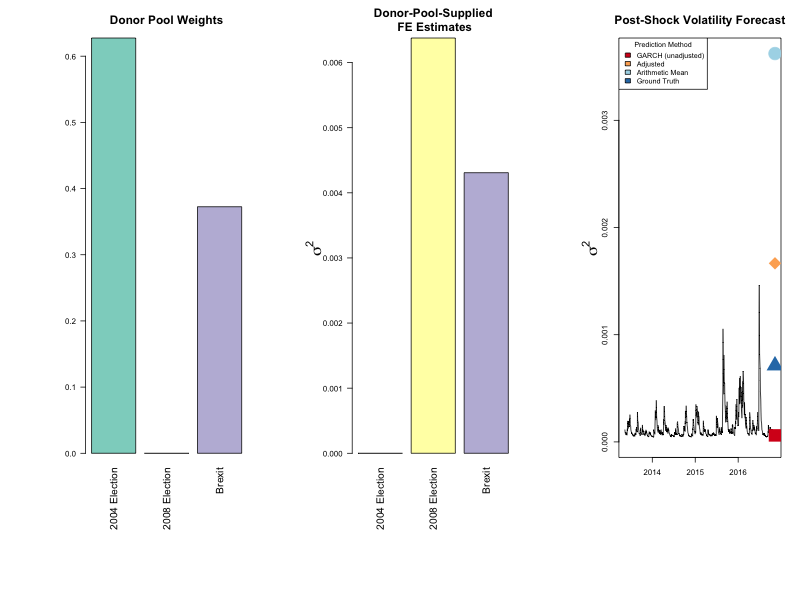 Donor Pool Weights
0.6
0.5
0.4
0.3
0.2
0.1
0.0
2004 Election
2008 Election
Brexit
Donor-Pool-Supplied
FE Estimates
σ²
0.006
0.005
0.004
0.003
0.002
0.001
0.000
2004 Election
2008 Election
Brexit
Post-Shock Volatility Forecast
Prediction Method
GARCH (unadjusted)
Adjusted
Arithmetic Mean
Ground Truth
σ²
0.003
0.002
0.001
0.000
2014
2015
2016